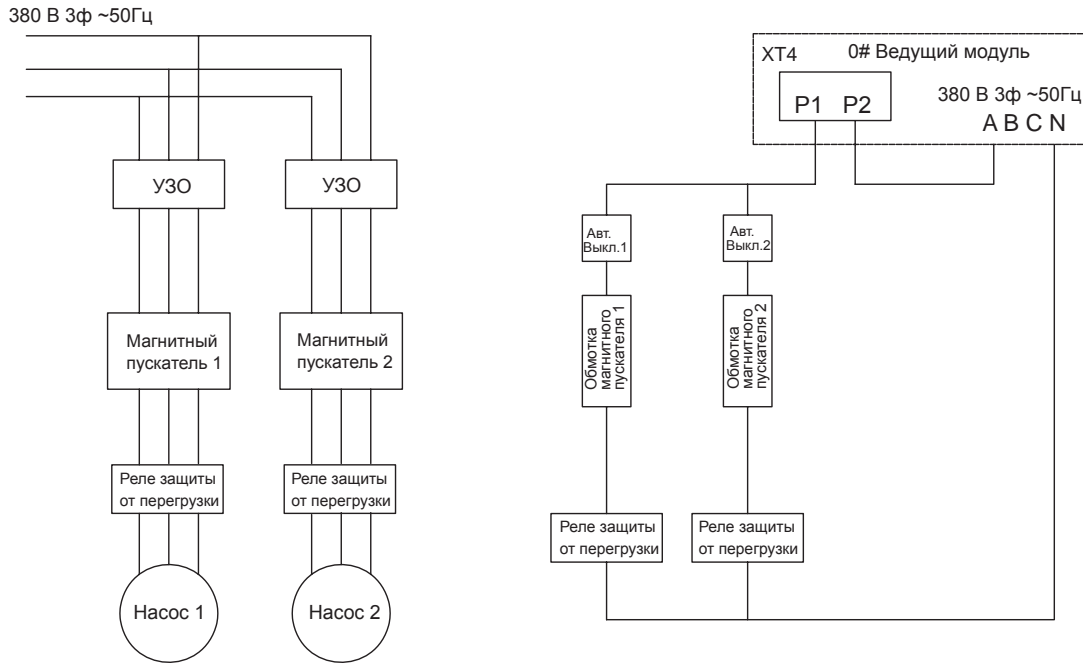 380 В 3ф ~50Гц
УЗО
УЗО
Магнитный
пускатель 1
Магнитный
пускатель 2
Реле защиты
от перегрузки
Реле защиты
от перегрузки
Насос 1
Насос 2
XT4
0# Ведущий модуль
P1
P2
380 В 3ф ~50Гц
A B C N
Авт.
Выкл.1
Авт.
Выкл.2
Обмотка
магнитного
пускателя 1
Обмотка
магнитного
пускателя 2
Реле защиты
от перегрузки
Реле защиты
от перегрузки